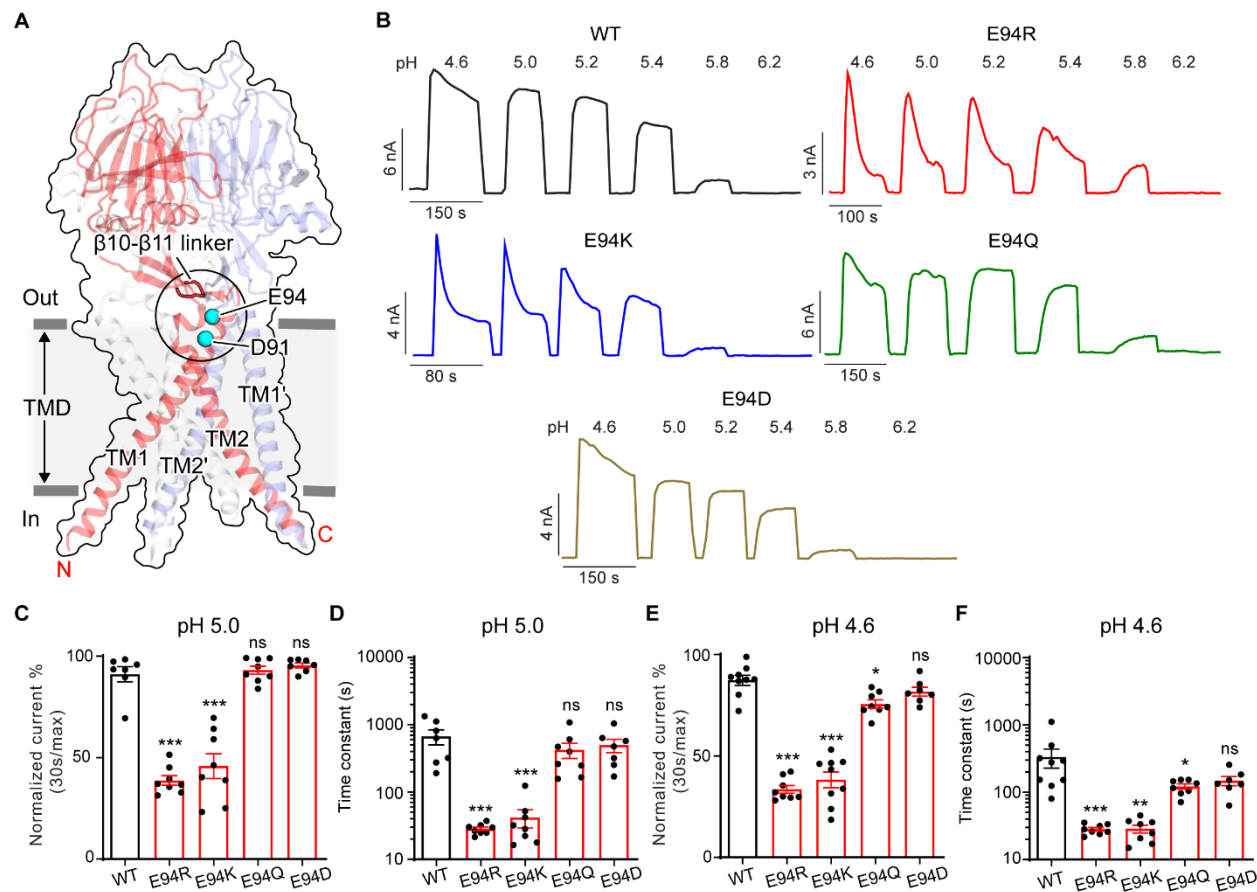 A
β10-β11 linker
Out
E94
D91
TMD
TM1'
TM2
TM1
TM2'
In
N
C
B
WT
pH 4.6 5.0 5.2 5.4 5.8 6.2
6 nA
150 s
E94R
4.6 5.0 5.2 5.4 5.8 6.2
3 nA
100 s
E94K
4 nA
80 s
E94Q
6 nA
150 s
E94D
pH 4.6 5.0 5.2 5.4 5.8 6.2
4 nA
150 s
C
pH 5.0
Normalized current %
(30s/max)
100
50
0
*** *** ns ns
WT E94R E94K E94Q E94D
D
pH 5.0
Time constant (s)
10000
1000
100
10
*** *** ns ns
WT E94R E94K E94Q E94D
E
pH 4.6
Normalized current %
(30s/max)
100
50
0
*** *** * ns
WT E94R E94K E94Q E94D
F
pH 4.6
Time constant (s)
10000
1000
100
10
*** ** * ns
WT E94R E94K E94Q E94D